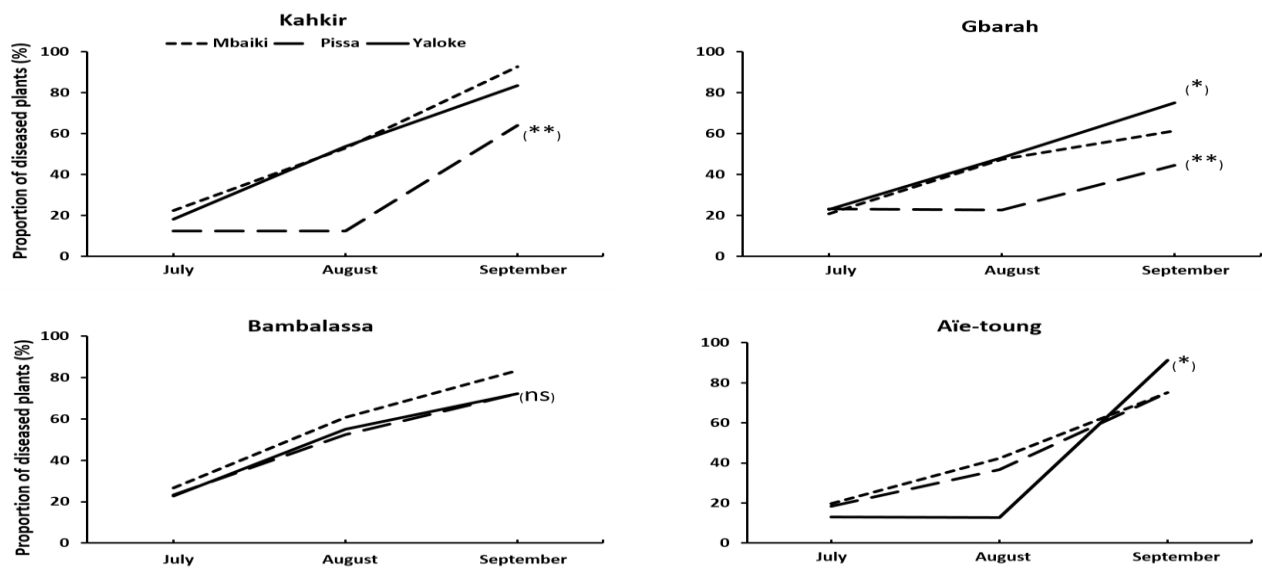 Kahkir
Mbaiki Pissa Yaloke
Proportion of diseased plants (%)
100
80
60
40
20
0
(**)
July August September
Gbarah
100
80
60
40
20
0
(*)
(**)
July August September
Bambalassa
Proportion of diseased plants (%)
100
80
60
40
20
0
(ns)
July August September
Aïe-toung
100
80
60
40
20
0
(*)
July August September